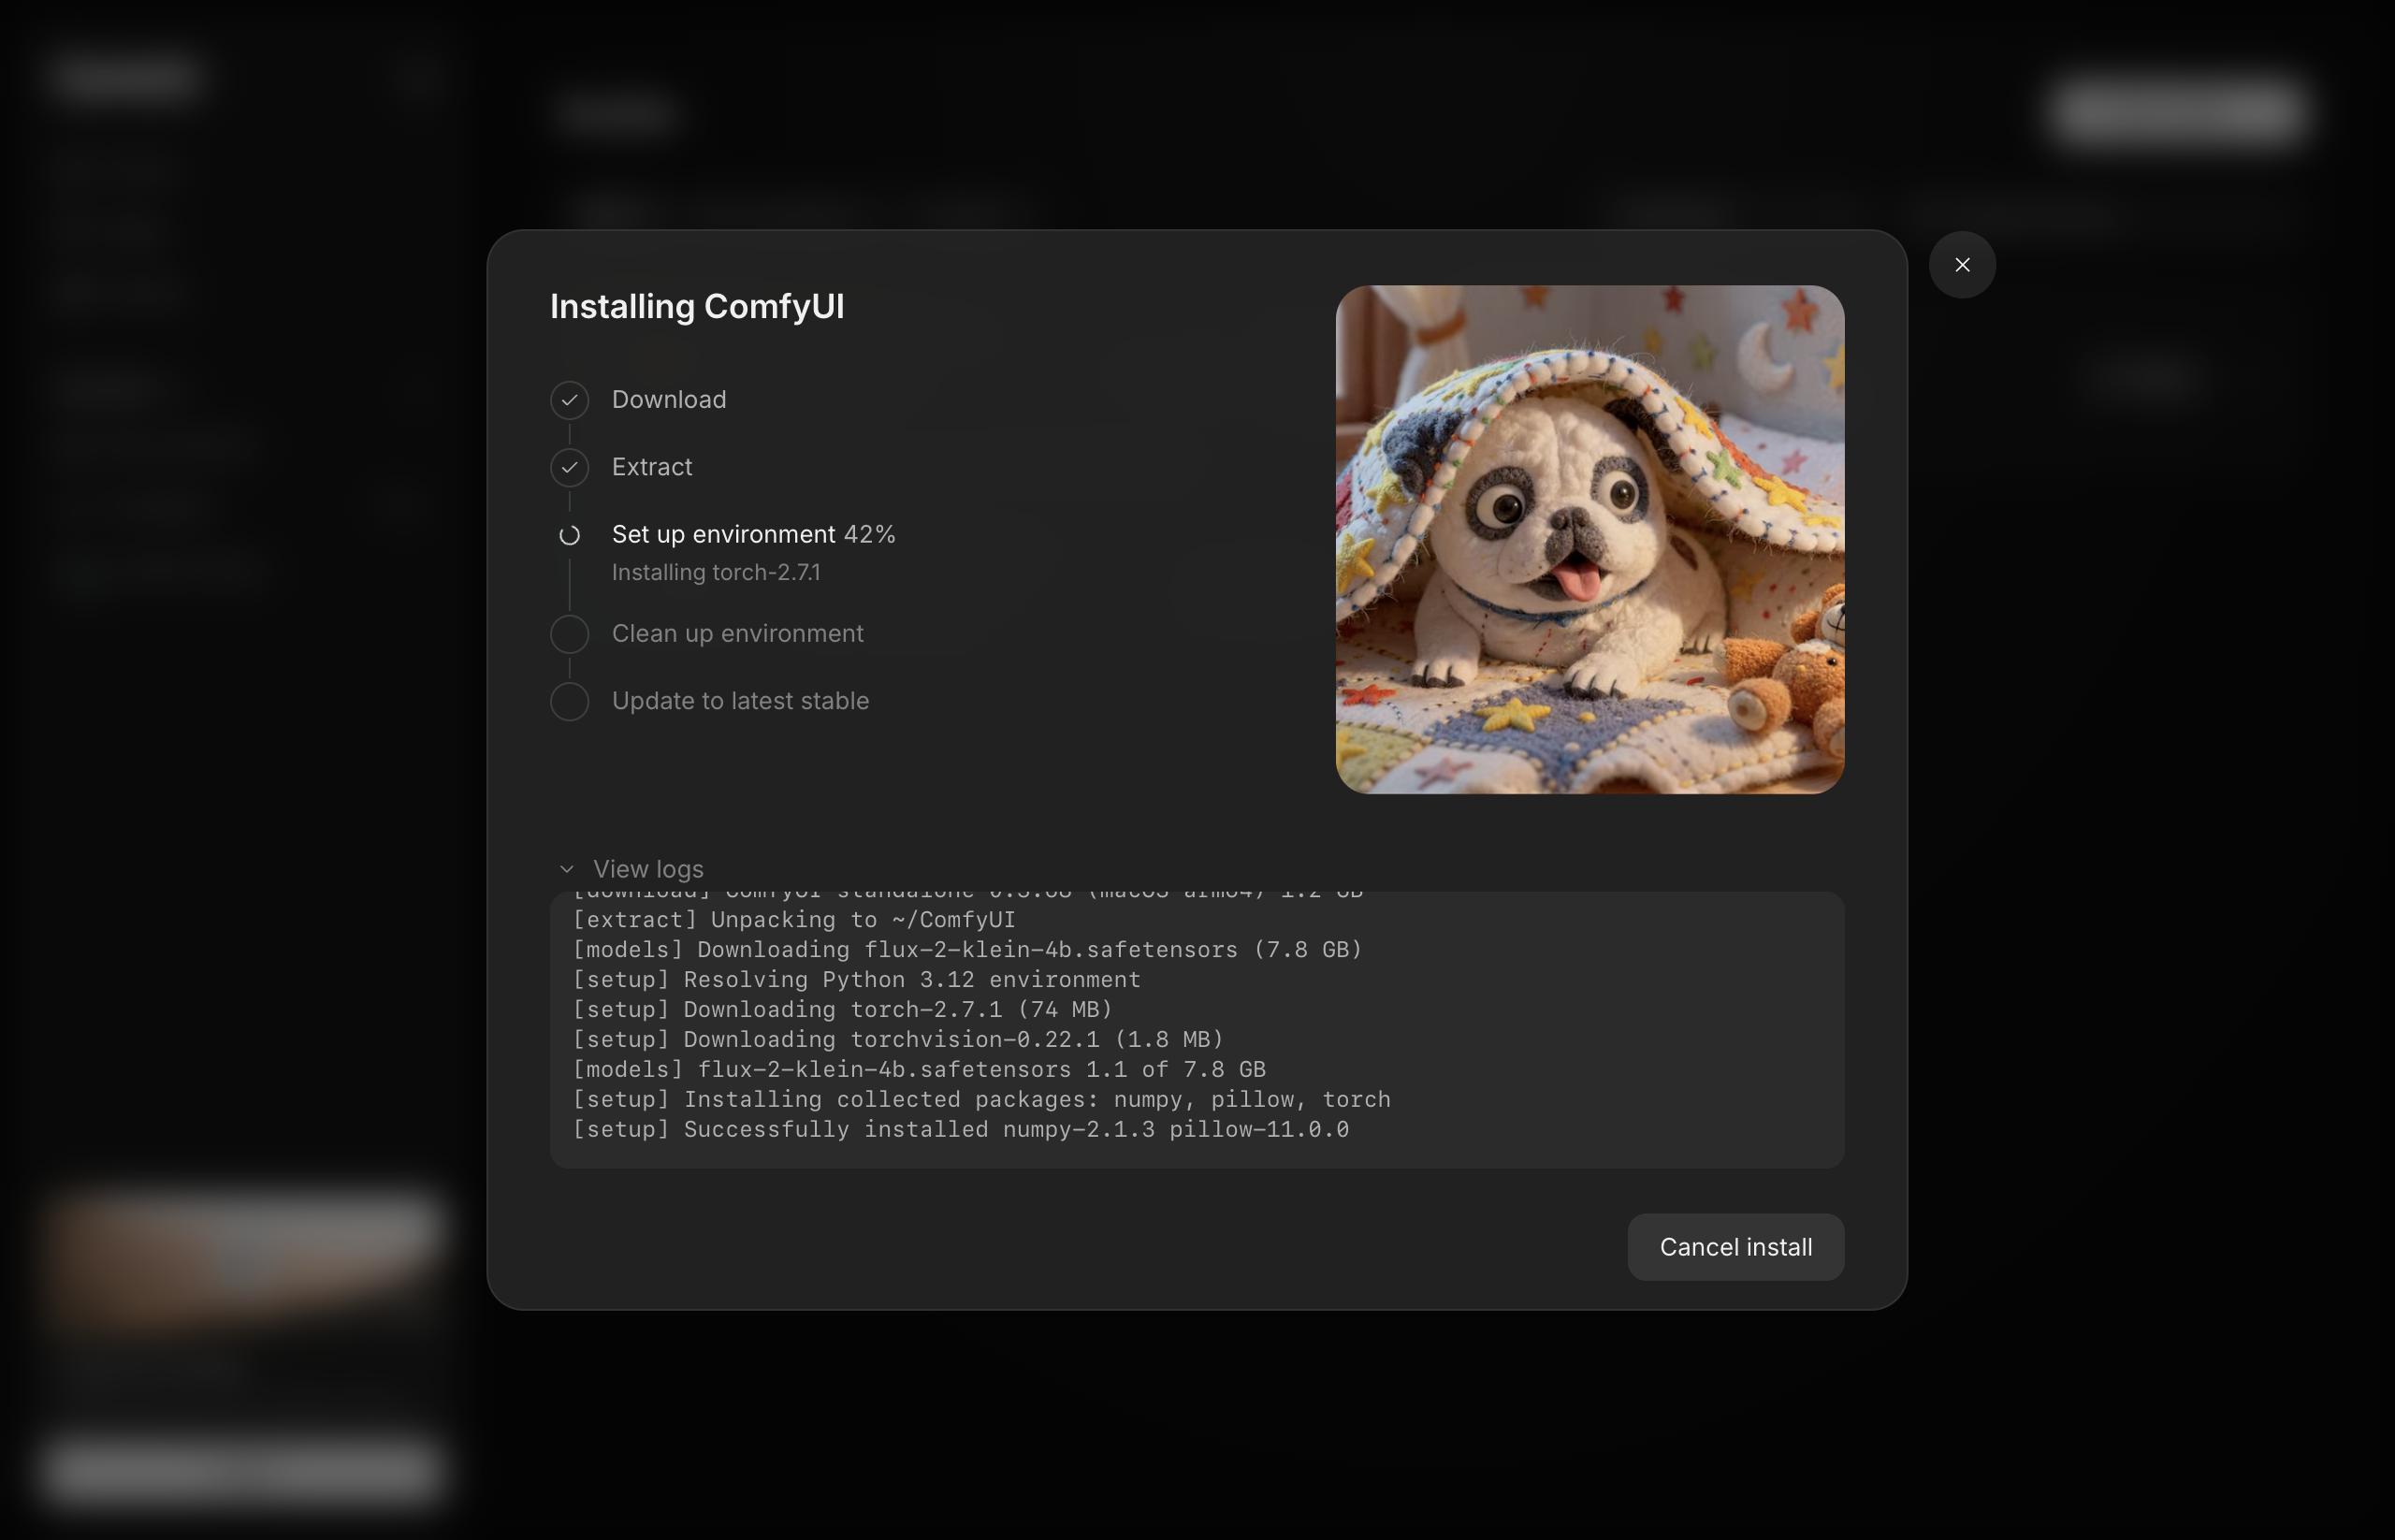 Installing ComfyUI
Download
Extract
Set up environment 42%
Installing torch-2.7.1
Clean up environment
Update to latest stable
View logs
[extract] Unpacking to ~/ComfyUI
[models] Downloading flux-2-klein-4b.safetensors (7.8 GB)
[setup] Resolving Python 3.12 environment
[setup] Downloading torch-2.7.1 (74 MB)
[setup] Downloading torchvision-0.22.1 (1.8 MB)
[models] flux-2-klein-4b.safetensors 1.1 of 7.8 GB
[setup] Installing collected packages: numpy, pillow, torch
[setup] Successfully installed numpy-2.1.3 pillow-11.0.0
Cancel install